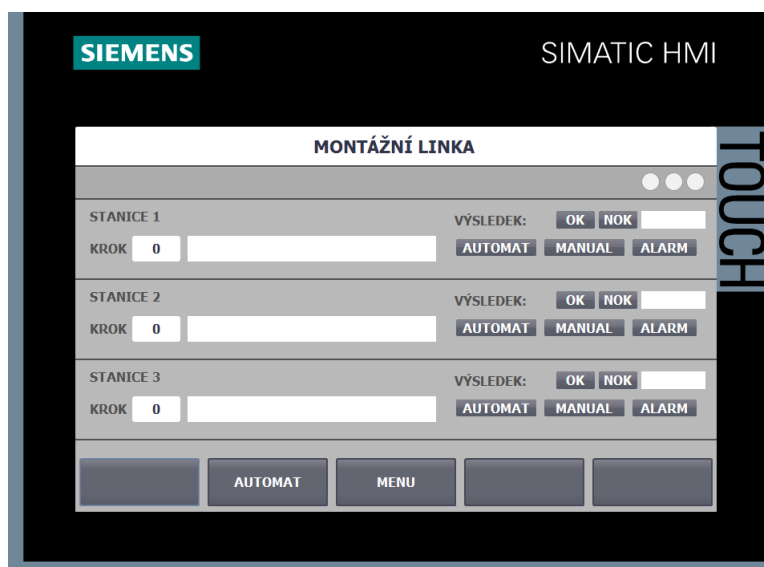 SIEMENS SIMATIC HMI
TOUCH
MONTÁŽNÍ LINKA
STANICE 1 VÝSLEDEK: OK NOK
KROK 0 AUTOMAT MANUAL ALARM
STANICE 2 VÝSLEDEK: OK NOK
KROK 0 AUTOMAT MANUAL ALARM
STANICE 3 VÝSLEDEK: OK NOK
KROK 0 AUTOMAT MANUAL ALARM
AUTOMAT MENU